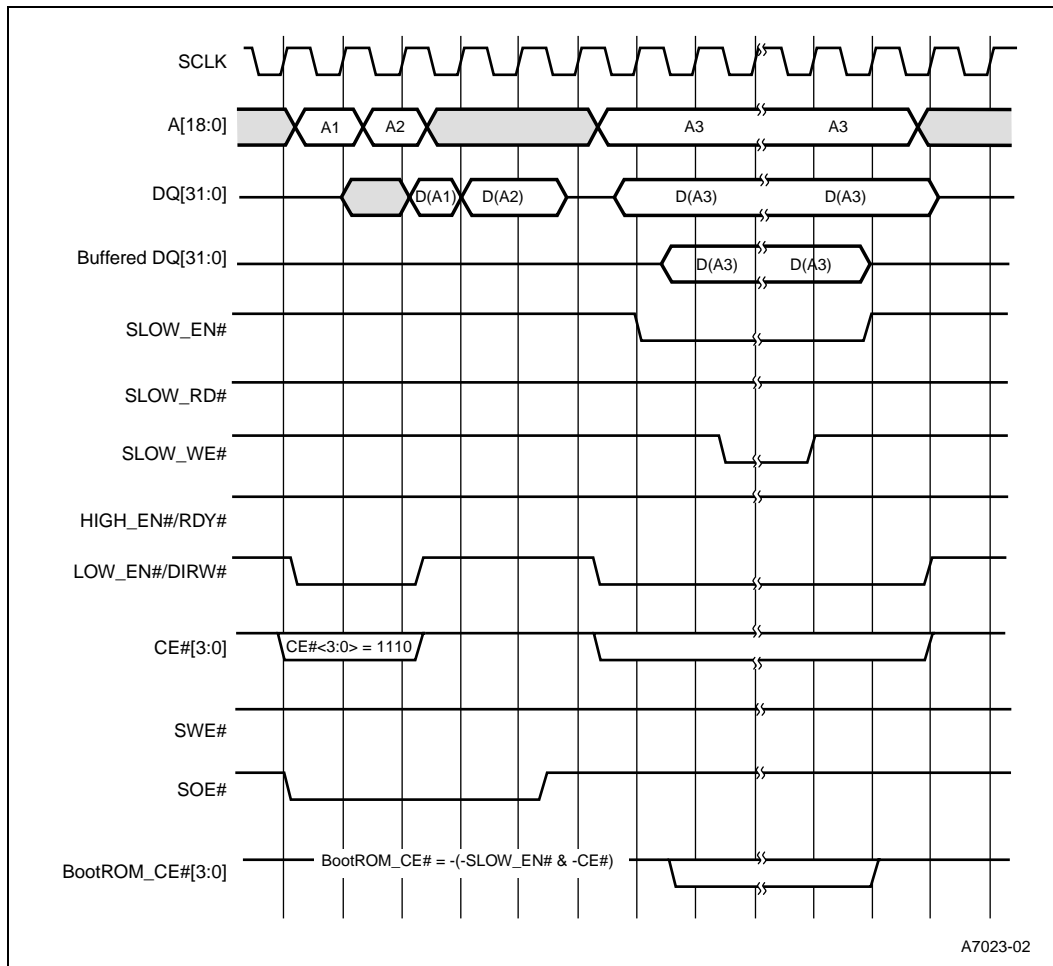 SCLK
A[18:0]
A1
A2
A3
A3
DQ[31:0]
D(A1)
D(A2)
D(A3)
D(A3)
Buffered DQ[31:0]
D(A3)
D(A3)
SLOW_EN#
SLOW_RD#
SLOW_WE#
HIGH_EN#/RDY#
LOW_EN#/DIRW#
CE#[3:0]
CE#<3:0> = 1110
SWE#
SOE#
BootROM_CE#[3:0]
BootROM_CE# = -(-SLOW_EN# & -CE#)
A7023-02